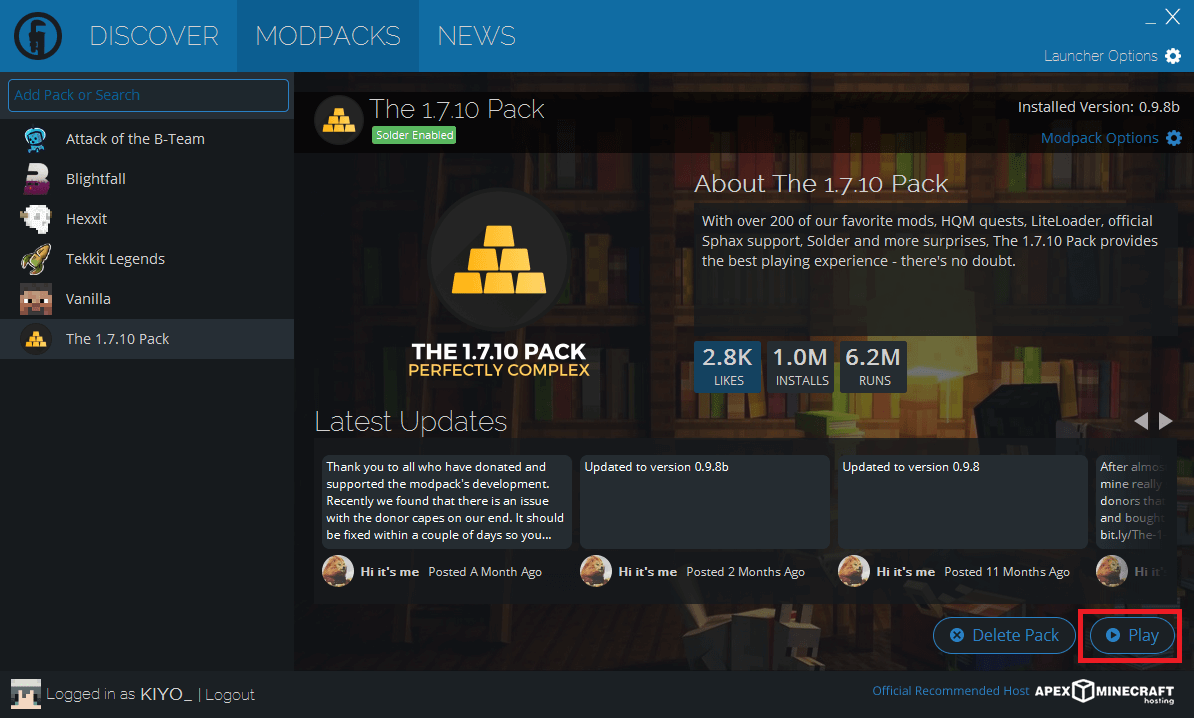 DISCOVER
MODPACKS
NEWS
Launcher Options
Add Pack or Search
Attack of the B-Team
Blightfall
Hexxit
Tekkit Legends
Vanilla
The 1.7.10 Pack
The 1.7.10 Pack
Solder Enabled
Installed Version: 0.9.8b
Modpack Options
THE 1.7.10 PACK
PERFECTLY COMPLEX
About The 1.7.10 Pack
With over 200 of our favorite mods, HQM quests, LiteLoader, official
Sphax support, Solder and more surprises, The 1.7.10 Pack provides
the best playing experience - there's no doubt.
2.8K
LIKES
1.0M
INSTALLS
6.2M
RUNS
Latest Updates
Thank you to all who have donated and
supported the modpack's development.
Recently we found that there is an issue
with the donor capes on our end. It should
be fixed within a couple of days so you...
Hi it's me Posted A Month Ago
Updated to version 0.9.8b
Hi it's me Posted 2 Months Ago
Updated to version 0.9.8
Hi it's me Posted 11 Months Ago
After almos
mine really
donors tha
and bought
bit.ly/The-1-
Hi it's
Delete Pack
Play
Logged in as KIYO_ | Logout
Official Recommended Host APEX MINECRAFT
hosting